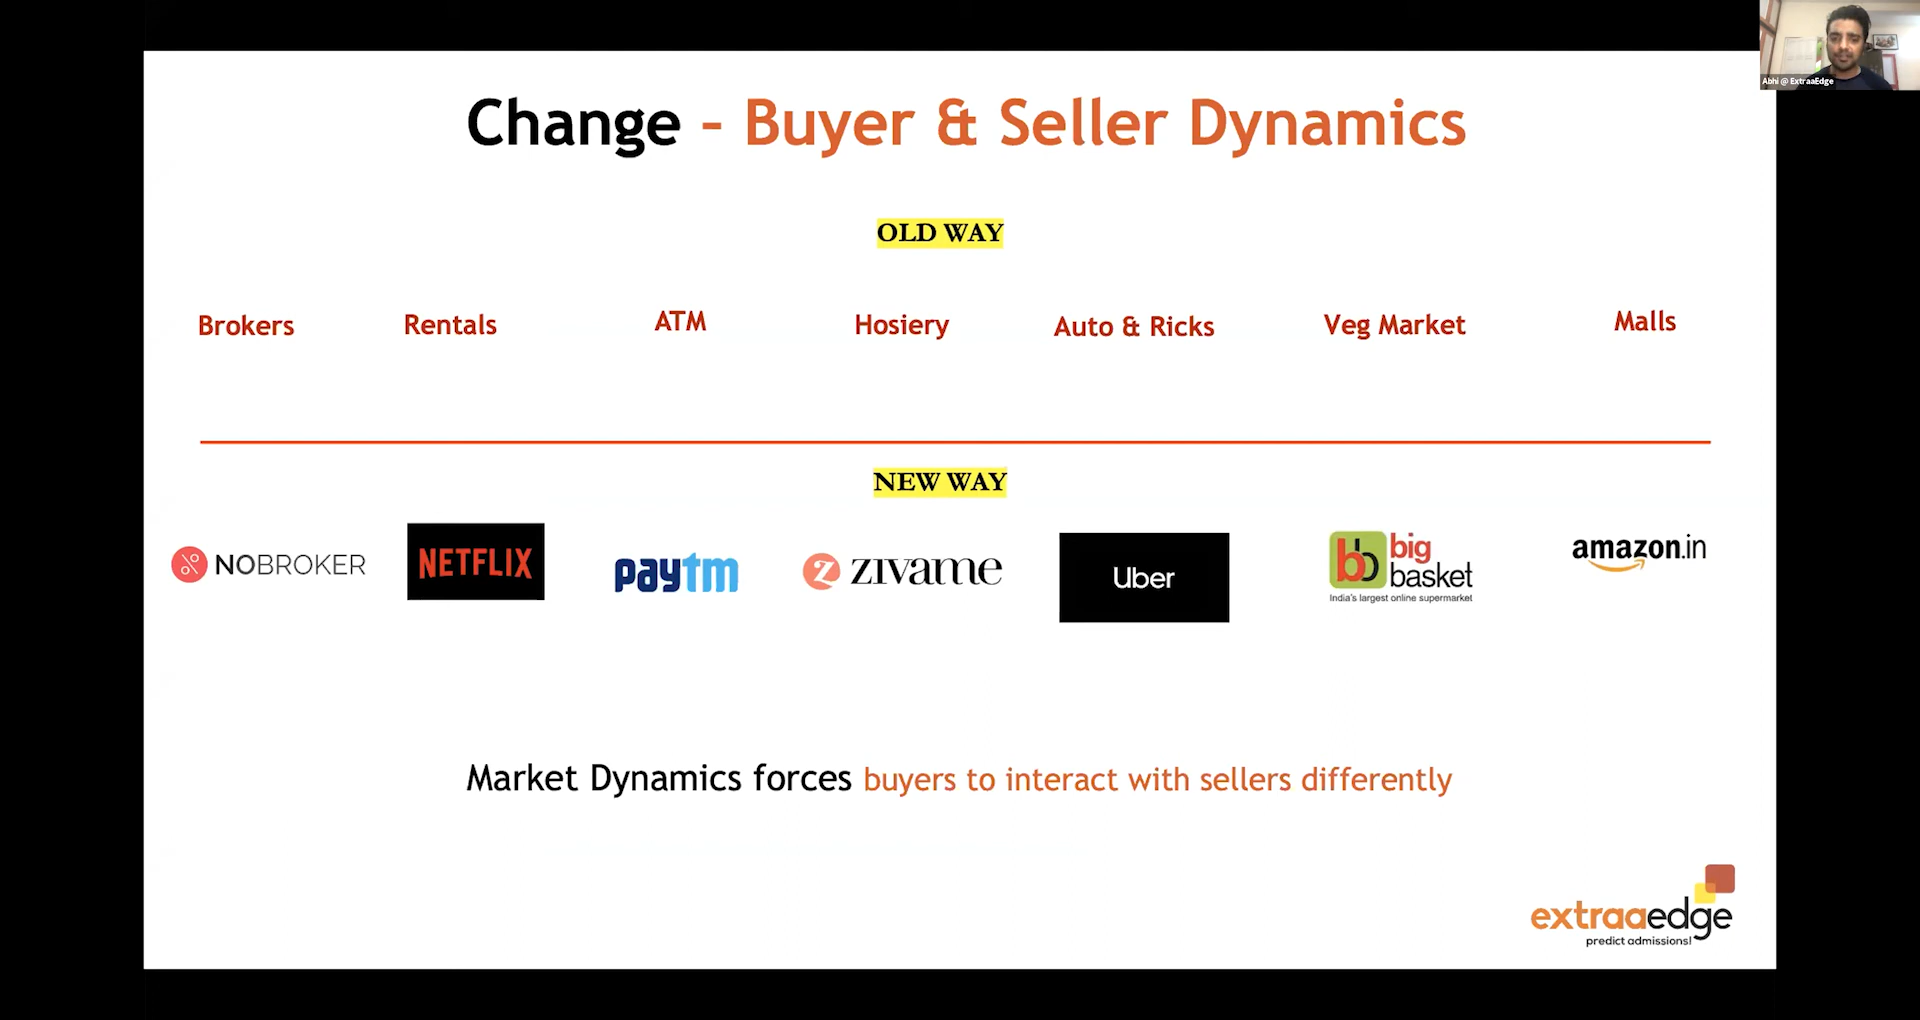 Abhi @ ExtraaEdge
Change - Buyer & Seller Dynamics
OLD WAY
Brokers Rentals ATM Hosiery Auto & Ricks Veg Market Malls
NEW WAY
NOBROKER NETFLIX paytm zivame Uber big basket amazon.in
India's largest online supermarket
Market Dynamics forces buyers to interact with sellers differently
extraaedge
predict admissions!